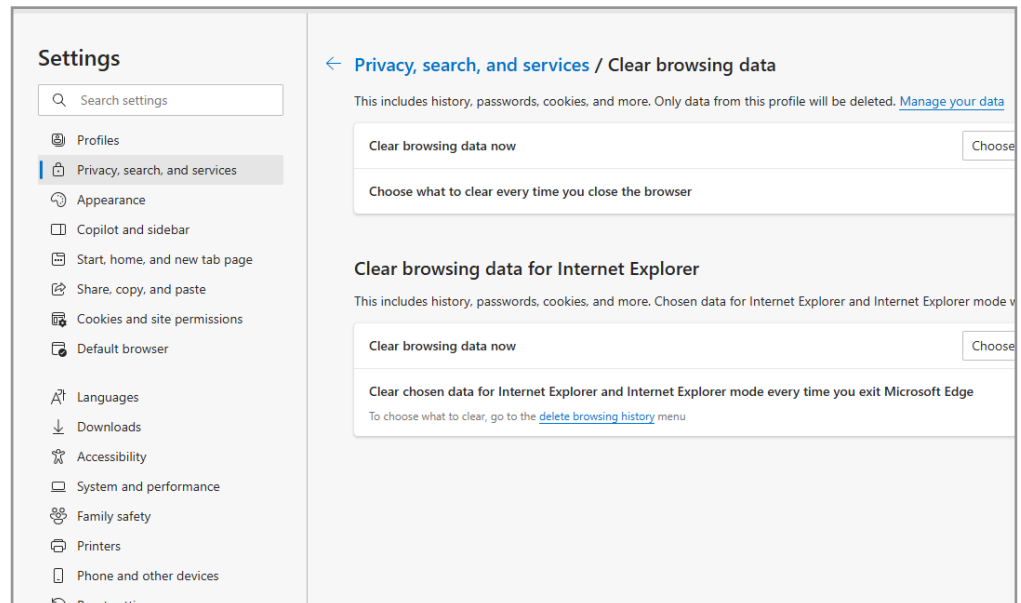 Settings
Search settings
Profiles
Privacy, search, and services
Appearance
Copilot and sidebar
Start, home, and new tab page
Share, copy, and paste
Cookies and site permissions
Default browser
Languages
Downloads
Accessibility
System and performance
Family safety
Printers
Phone and other devices
Privacy, search, and services / Clear browsing data
This includes history, passwords, cookies, and more. Only data from this profile will be deleted. Manage your data
Clear browsing data now
Choose
Choose what to clear every time you close the browser
Clear browsing data for Internet Explorer
This includes history, passwords, cookies, and more. Chosen data for Internet Explorer and Internet Explorer mode
Clear browsing data now
Choose
Clear chosen data for Internet Explorer and Internet Explorer mode every time you exit Microsoft Edge
To choose what to clear, go to the delete browsing history menu